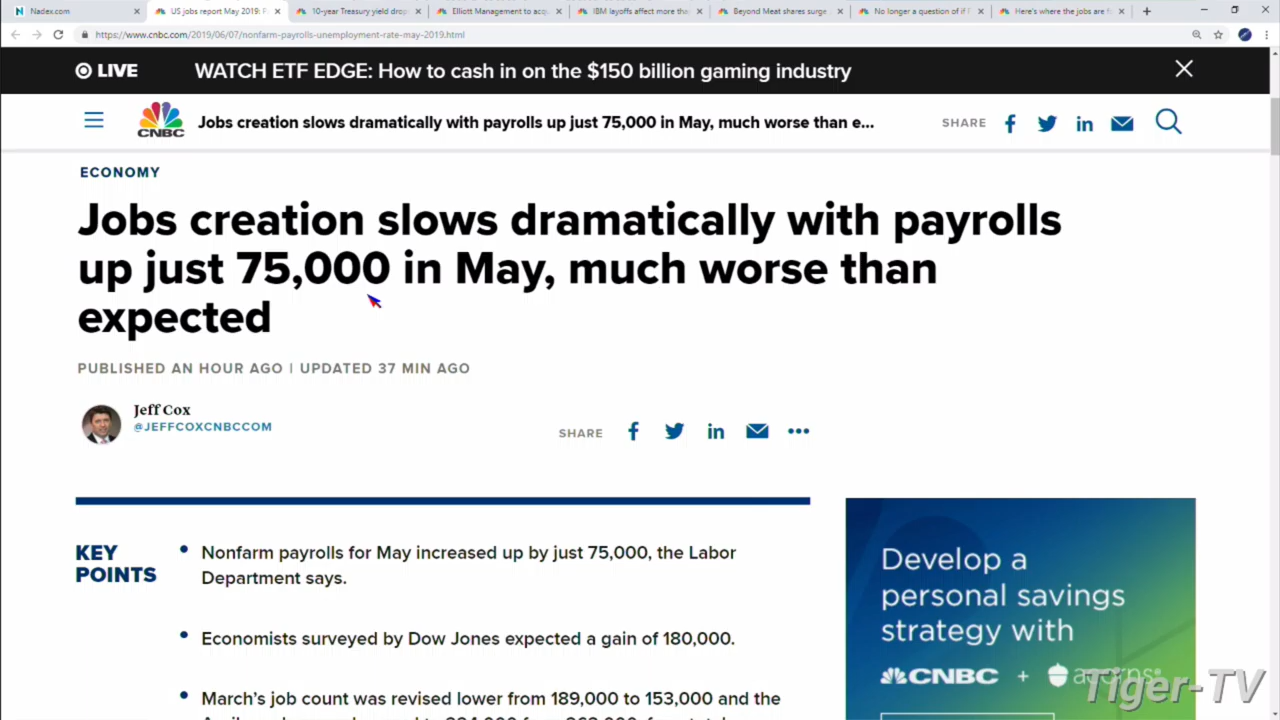 Nadex.com
US jobs report May 2019:
10-year Treasury yield drop
Elliott Management to acqu
IBM layoffs affect more tha
Beyond Meat shares surge
No longer a question of if
Here's where the jobs are
https://www.cnbc.com/2019/06/07/nonfarm-payrolls-unemployment-rate-may-2019.html
LIVE
WATCH ETF EDGE: How to cash in on the $150 billion gaming industry
CNBC
Jobs creation slows dramatically with payrolls up just 75,000 in May, much worse than e...
SHARE
ECONOMY
Jobs creation slows dramatically with payrolls
up just 75,000 in May, much worse than
expected
PUBLISHED AN HOUR AGO | UPDATED 37 MIN AGO
Jeff Cox
@JEFFCOXCNBCCOM
SHARE
KEY
POINTS
• Nonfarm payrolls for May increased up by just 75,000, the Labor
Department says.
• Economists surveyed by Dow Jones expected a gain of 180,000.
• March's job count was revised lower from 189,000 to 153,000 and the
Develop a
personal savings
strategy with
CNBC + acorns
Tiger-TV